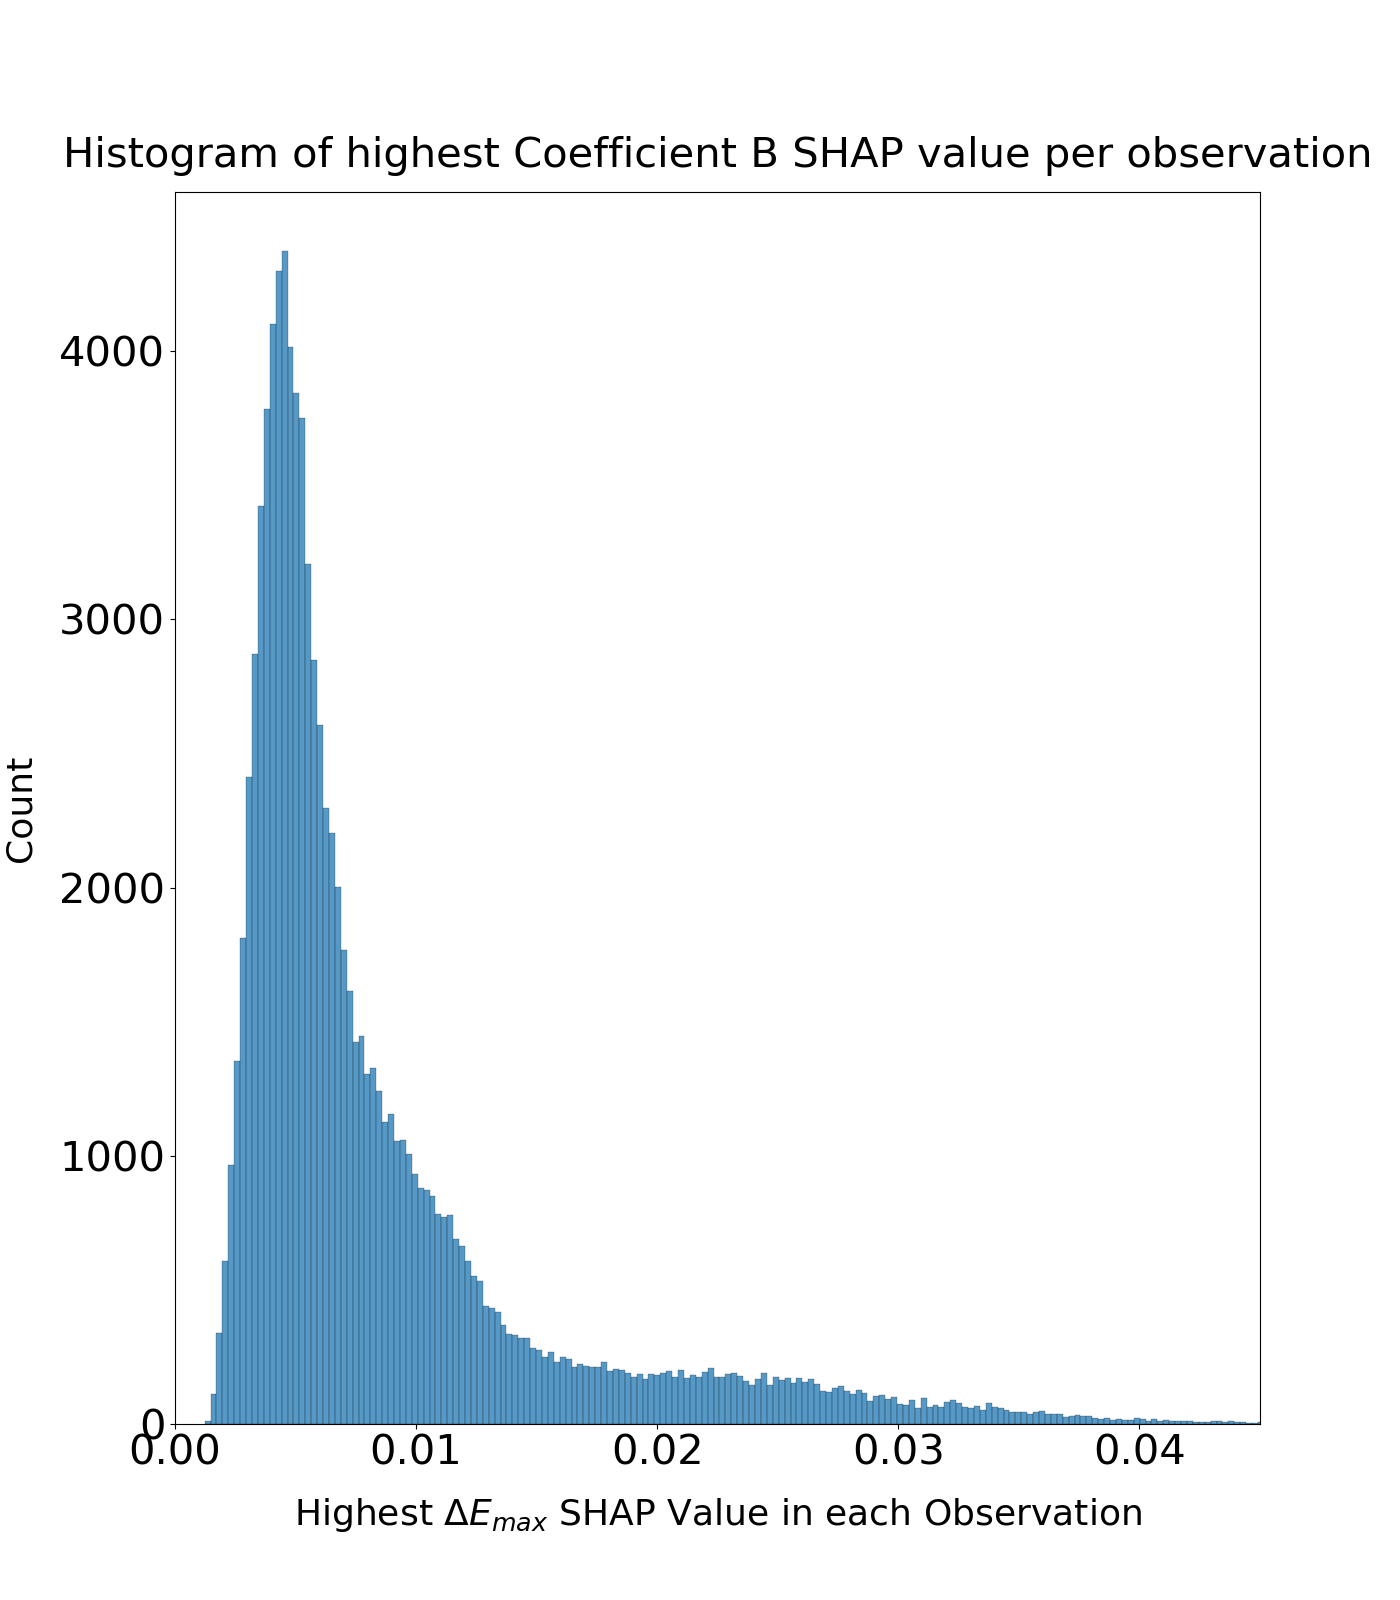 Histogram of highest Coefficient B SHAP value per observation
4000
3000
2000
1000
0
Count
0.00 0.01 0.02 0.03 0.04
Highest ΔEmax SHAP Value in each Observation